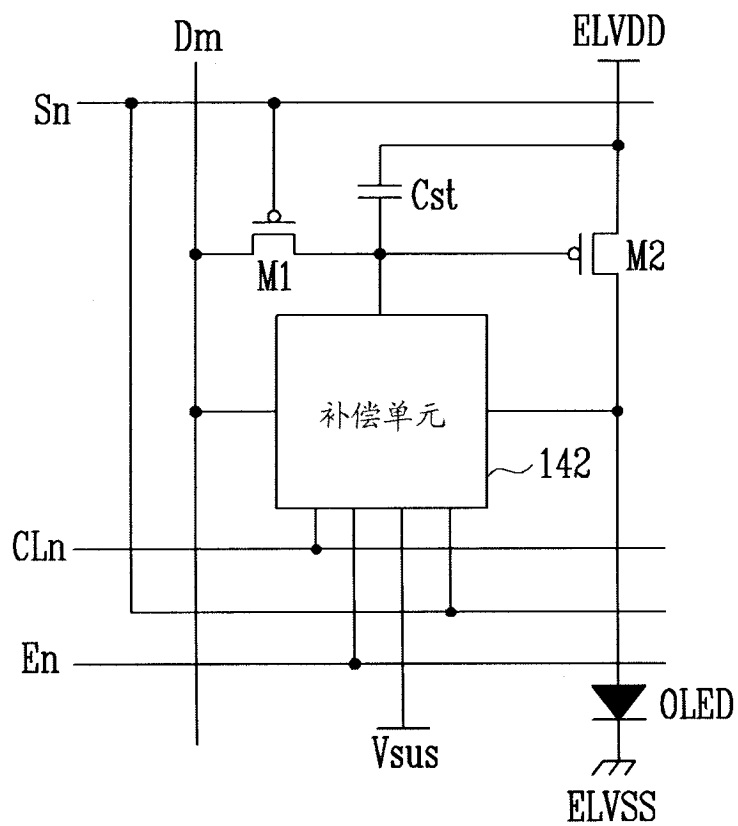 Dm
ELVDD
Sn
Cst
M1
M2
补偿单元
142
CLn
En
OLED
Vsus
ELVSS